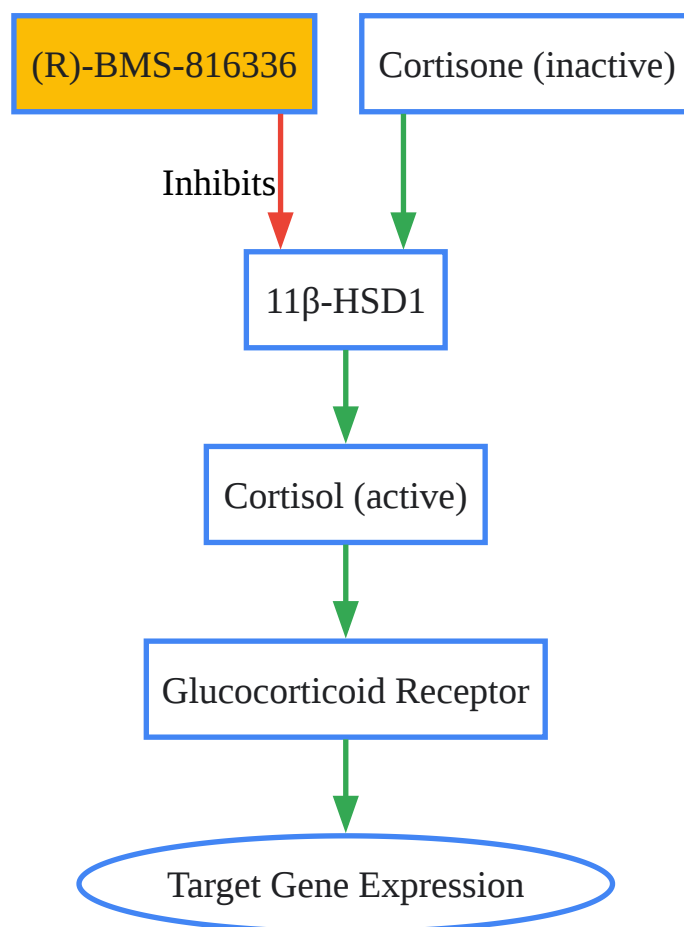 (R)-BMS-816336
Cortisone (inactive)
Inhibits
11β-HSD1
Cortisol (active)
Glucocorticoid Receptor
Target Gene Expression